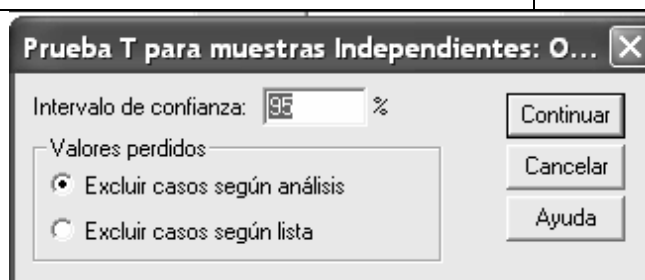 Prueba T para muestras Independientes: O...
Intervalo de confianza: 95 %
Continuar
Valores perdidos
Cancelar
Excluir casos según análisis
Ayuda
Excluir casos según lista